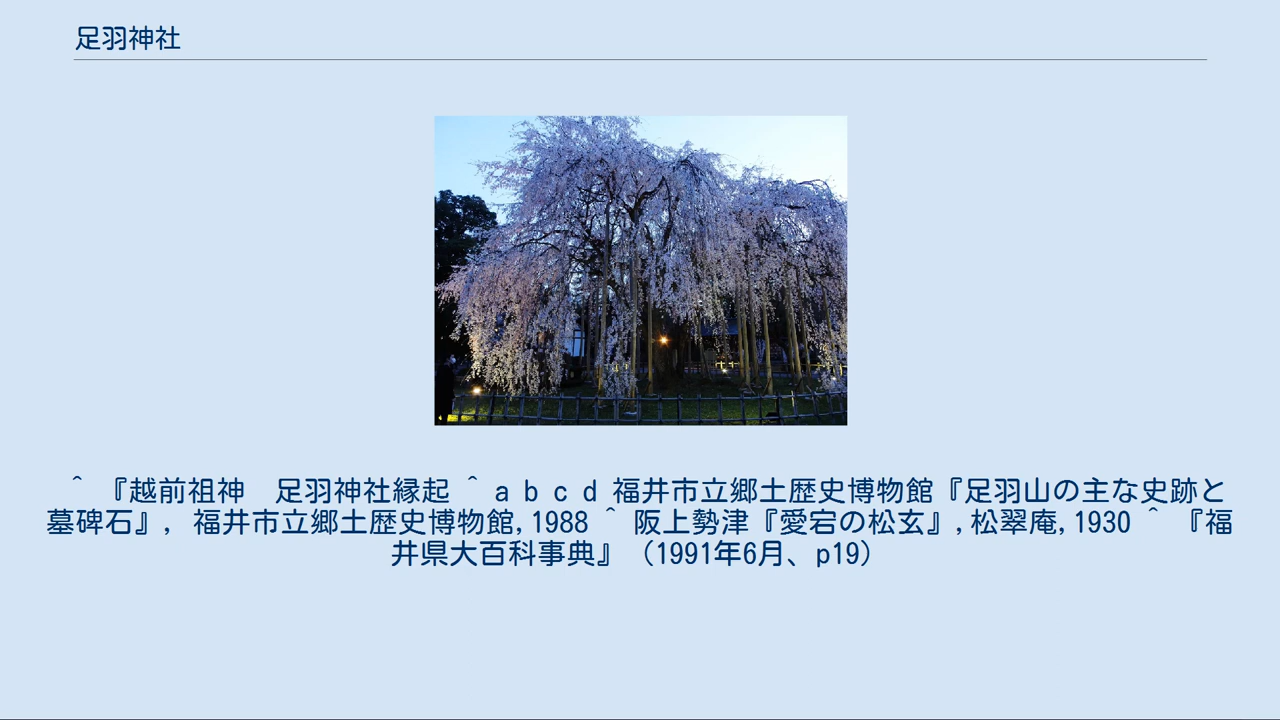 足羽神社
^ 『越前祖神　足羽神社縁起 ^ a b c d 福井市立郷土歴史博物館『足羽山の主な史跡と
墓碑石』, 福井市立郷土歴史博物館,1988 ^ 阪上勢津『愛宕の松玄』,松翠庵,1930 ^ 『福
井県大百科事典』（1991年6月、p19）